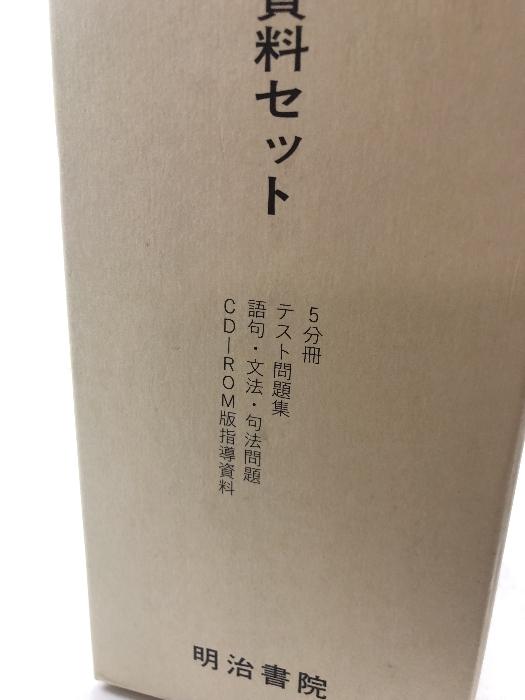 資料セット
5分冊
テスト問題集
語句・文法・句法問題
CD-ROM版指導資料
明治書院